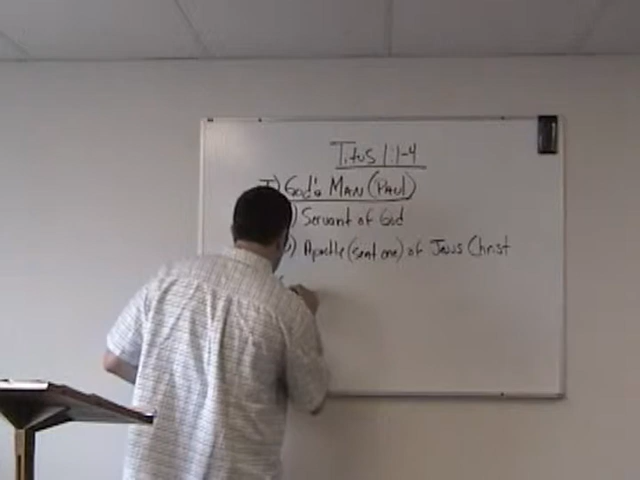 Titus 1:1-4
I) God's Man (Paul)
) Servant of God
) Apostle (sent one) of Jesus Christ